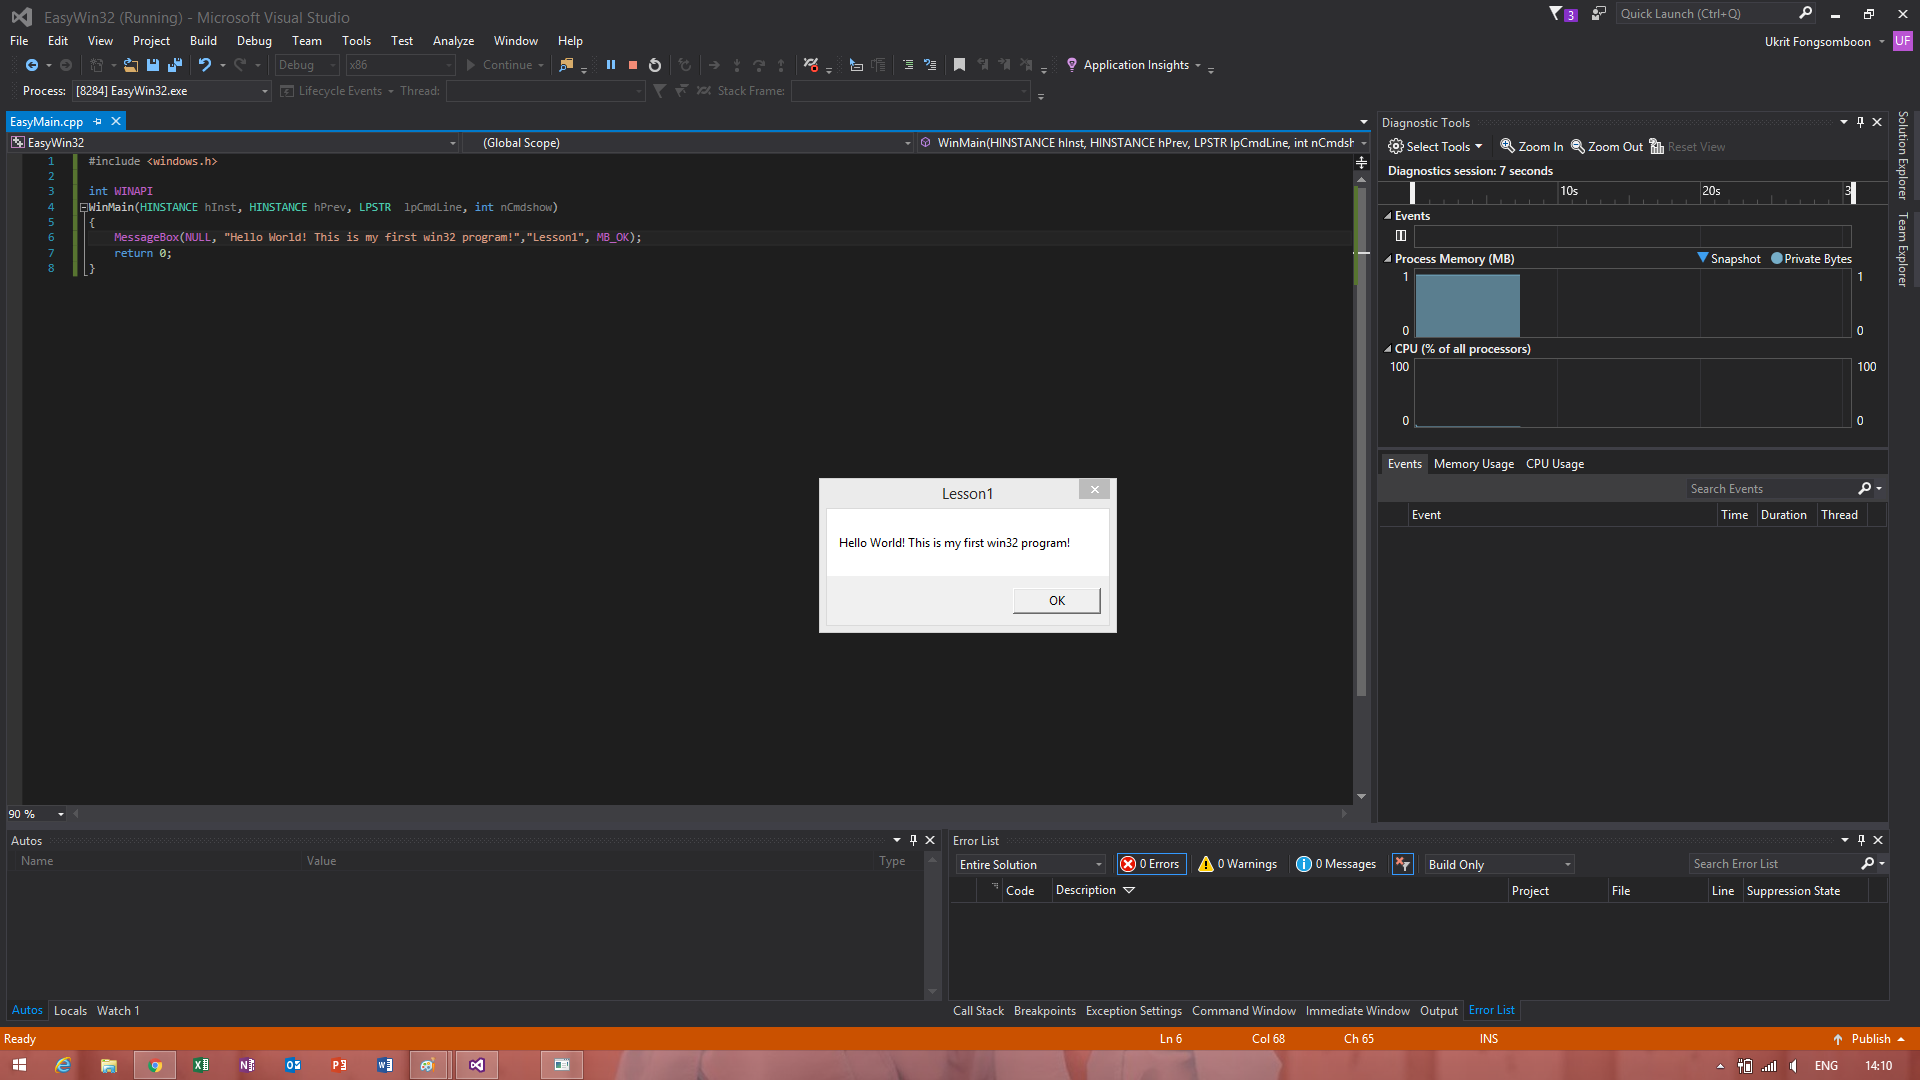 EasyWin32 (Running) - Microsoft Visual Studio
3
Quick Launch (Ctrl+Q)
File Edit View Project Build Debug Team Tools Test Analyze Window Help
Ukrit Fongsomboon UF
Debug x86 Continue Application Insights
Process: [8284] EasyWin32.exe Lifecycle Events Thread: Stack Frame:
EasyMain.cpp
EasyWin32 (Global Scope) WinMain(HINSTANCE hInst, HINSTANCE hPrev, LPSTR lpCmdLine, int nCmdsh
1 #include <windows.h>
2
3 int WINAPI
4 WinMain(HINSTANCE hInst, HINSTANCE hPrev, LPSTR  lpCmdLine, int nCmdshow)
5 {
6 MessageBox(NULL, "Hello World! This is my first win32 program!","Lesson1", MB_OK);
7 return 0;
8 }
Lesson1
Hello World! This is my first win32 program!
OK
90 %
Diagnostic Tools
Select Tools Zoom In Zoom Out Reset View
Diagnostics session: 7 seconds
10s 20s 3
Events
Process Memory (MB) Snapshot Private Bytes
1 1
0 0
CPU (% of all processors)
100 100
0 0
Events Memory Usage CPU Usage
Search Events
Event Time Duration Thread
Solution Explorer
Team Explorer
Autos
Name Value Type
Autos Locals Watch 1
Error List
Entire Solution 0 Errors 0 Warnings 0 Messages Build Only Search Error List
Code Description Project File Line Suppression State
Call Stack Breakpoints Exception Settings Command Window Immediate Window Output Error List
Ready Ln 6 Col 68 Ch 65 INS Publish
ENG 14:10